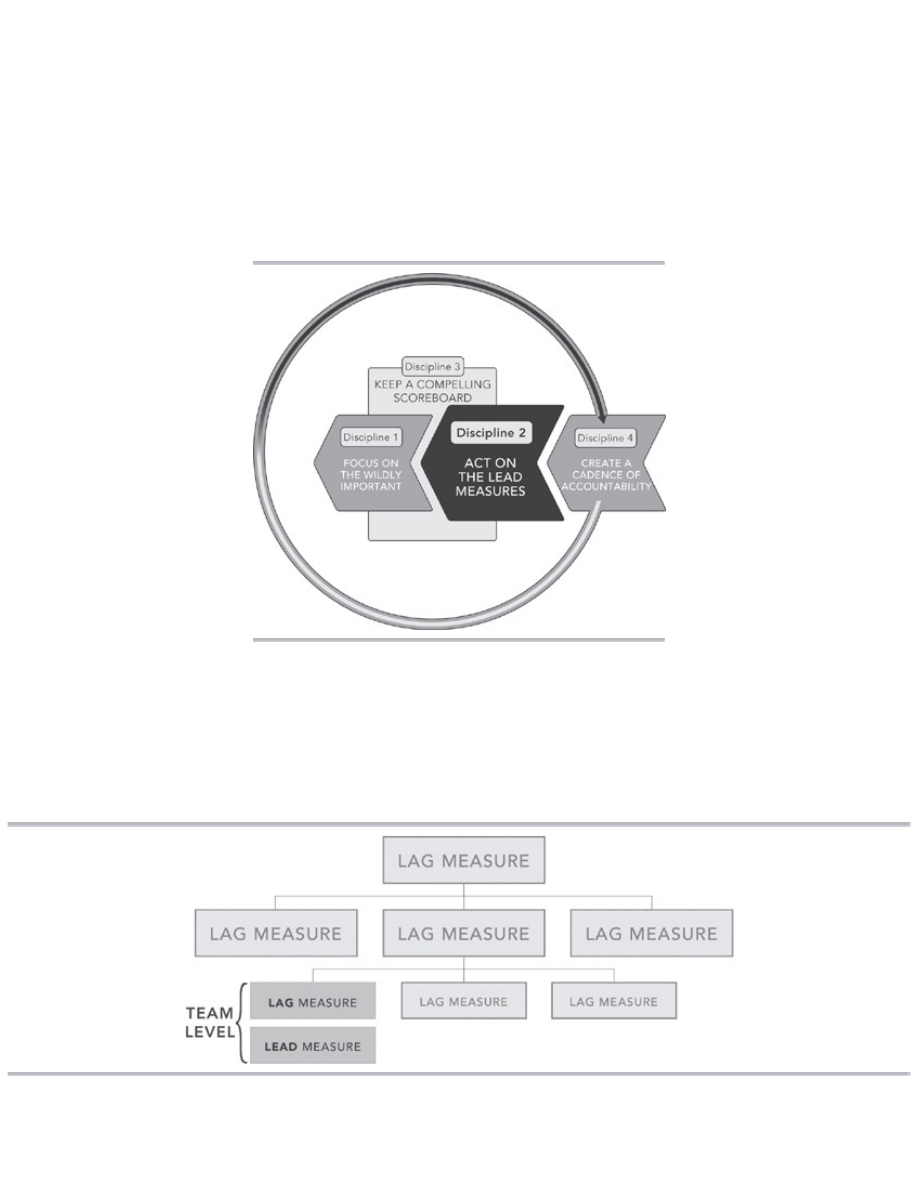 Discipline 3
KEEP A COMPELLING
SCOREBOARD
Discipline 1
FOCUS ON
THE WILDLY
IMPORTANT
Discipline 2
ACT ON
THE LEAD
MEASURES
Discipline 4
CREATE A
CADENCE OF
ACCOUNTABILITY
LAG MEASURE
LAG MEASURE
LAG MEASURE
LAG MEASURE
TEAM
LEVEL
LAG MEASURE
LEAD MEASURE
LAG MEASURE
LAG MEASURE